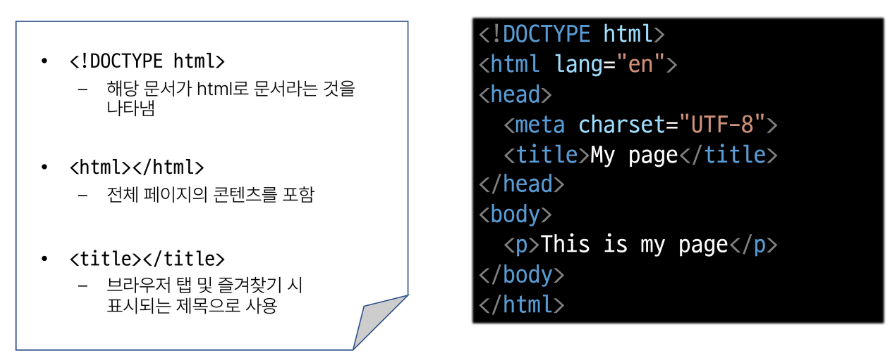 • <!DOCTYPE html>
– 해당 문서가 html로 문서라는 것을
나타냄
• <html></html>
– 전체 페이지의 콘텐츠를 포함
• <title></title>
– 브라우저 탭 및 즐겨찾기 시
표시되는 제목으로 사용
<!DOCTYPE html>
<html lang="en">
<head>
  <meta charset="UTF-8">
  <title>My page</title>
</head>
<body>
  <p>This is my page</p>
</body>
</html>